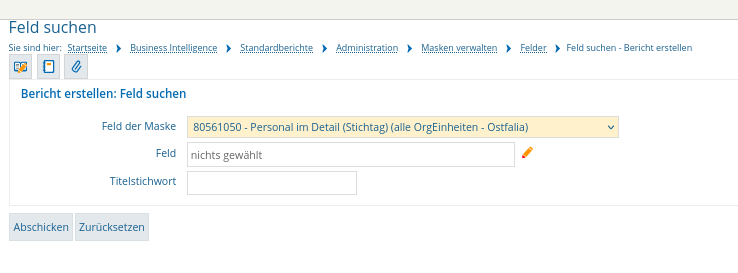 Feld suchen
Sie sind hier: Startseite Business Intelligence Standardberichte Administration Masken verwalten Felder Feld suchen - Bericht erstellen
Bericht erstellen: Feld suchen
Feld der Maske 80561050 - Personal im Detail (Stichtag) (alle OrgEinheiten - Ostfalia)
Feld nichts gewählt
Titelstichwort
Abschicken Zurücksetzen